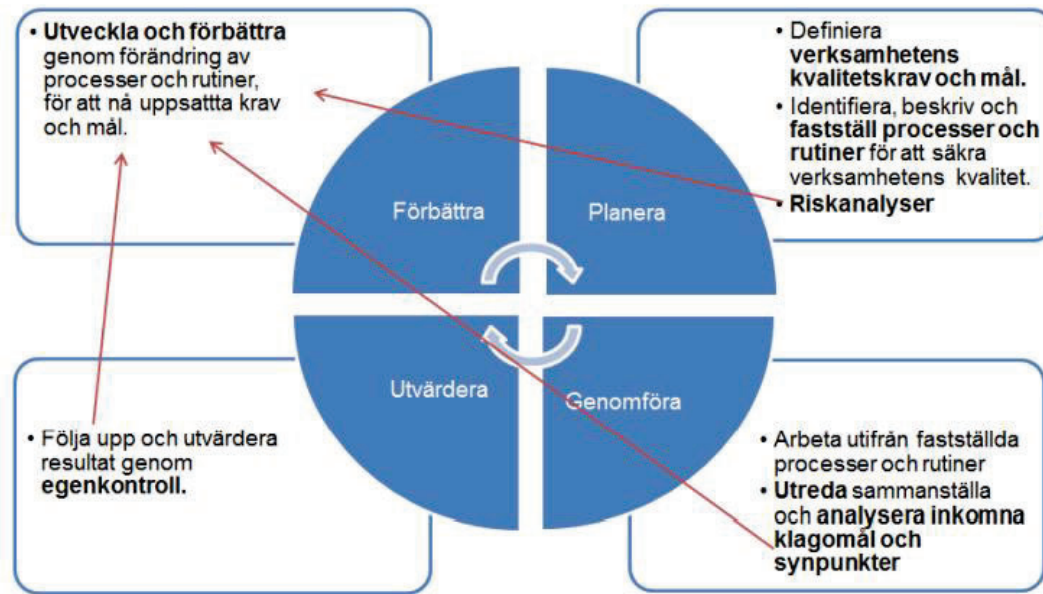 • Utveckla och förbättra
genom förändring av
processer och rutiner,
för att nå uppsattta krav
och mål.
• Definiera
verksamhetens
kvalitetskrav och mål.
• Identifiera, beskriv och
fastställ processer och
rutiner för att säkra
verksamhetens kvalitet.
• Riskanalyser
Förbättra
Planera
Utvärdera
Genomföra
• Följa upp och utvärdera
resultat genom
egenkontroll.
• Arbeta utifrån fastställda
processer och rutiner
• Utreda sammanställa
och analysera inkomna
klagomål och
synpunkter